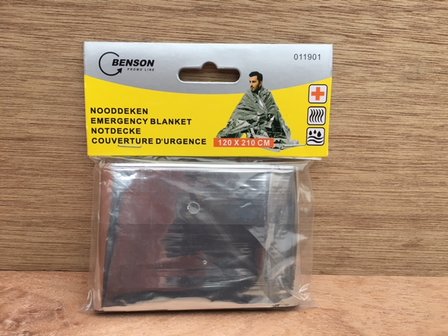 BENSON
PROMO LINE
011901
NOODDEKEN
EMERGENCY BLANKET
NOTDECKE
COUVERTURE D'URGENCE
120 X 210 CM